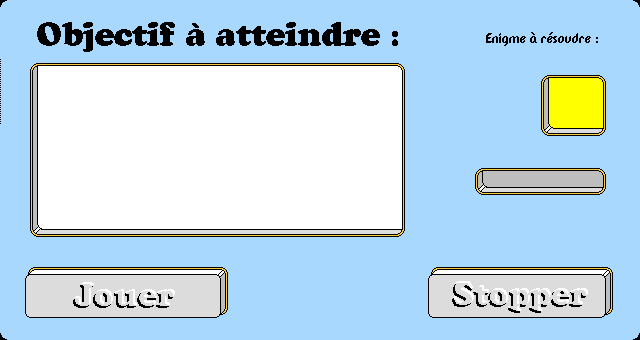 Objectif à atteindre :
Enigme à résoudre :
Jouer
Stopper